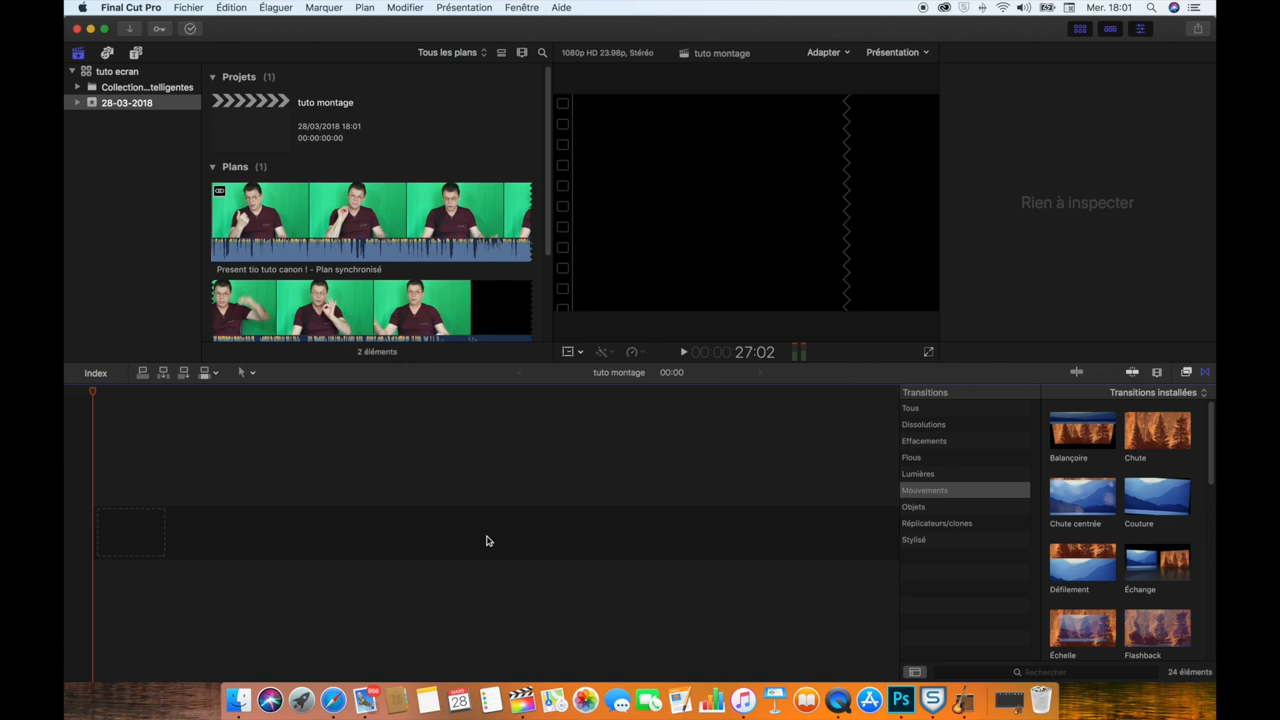 Final Cut Pro Fichier Édition Élaguer Marquer Plan Modifier Présentation Fenêtre Aide
Mer. 18:01
Tous les plans
1080p HD 23.98p, Stéréo
tuto montage
Adapter
Présentation
tuto ecran
Collection...telligentes
28-03-2018
Projets (1)
tuto montage
28/03/2018 18:01
00:00:00:00
Plans (1)
Present tio tuto canon ! - Plan synchronisé
2 éléments
Rien à inspecter
00:00:27:02
Index
tuto montage 00:00
Transitions
Tous
Dissolutions
Effacements
Flous
Lumières
Mouvements
Objets
Réplicateurs/clones
Stylisé
Transitions installées
Balançoire
Chute
Chute centrée
Couture
Défilement
Échange
Échelle
Flashback
Rechercher
24 éléments
956
MARS
28
Ps
S